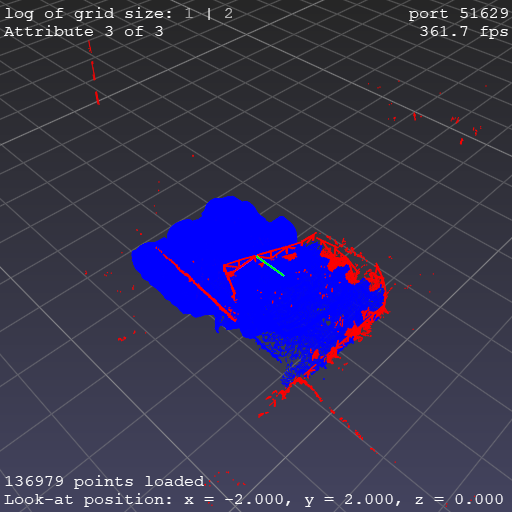 log of grid size: 1 | 2
port 51629
Attribute 3 of 3
361.7 fps
136979 points loaded
Look-at position: x = -2.000, y = 2.000, z = 0.000